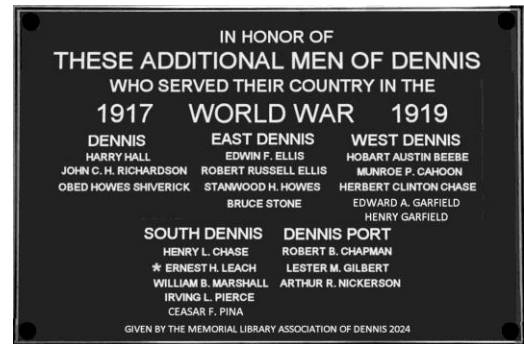 IN HONOR OF
THESE ADDITIONAL MEN OF DENNIS
WHO SERVED THEIR COUNTRY IN THE
1917 WORLD WAR 1919
DENNIS
HARRY HALL
JOHN C. H. RICHARDSON
OBED HOWES SHIVERICK
EAST DENNIS
EDWIN F. ELLIS
ROBERT RUSSELL ELLIS
STANWOOD H. HOWES
BRUCE STONE
WEST DENNIS
HOBART AUSTIN BEEBE
MUNROE P. CAHOON
HERBERT CLINTON CHASE
EDWARD A. GARFIELD
HENRY GARFIELD
SOUTH DENNIS
HENRY L. CHASE
* ERNEST H. LEACH
WILLIAM B. MARSHALL
IRVING L. PIERCE
CEASAR F. PINA
DENNIS PORT
ROBERT B. CHAPMAN
LESTER M. GILBERT
ARTHUR R. NICKERSON
GIVEN BY THE MEMORIAL LIBRARY ASSOCIATION OF DENNIS 2024